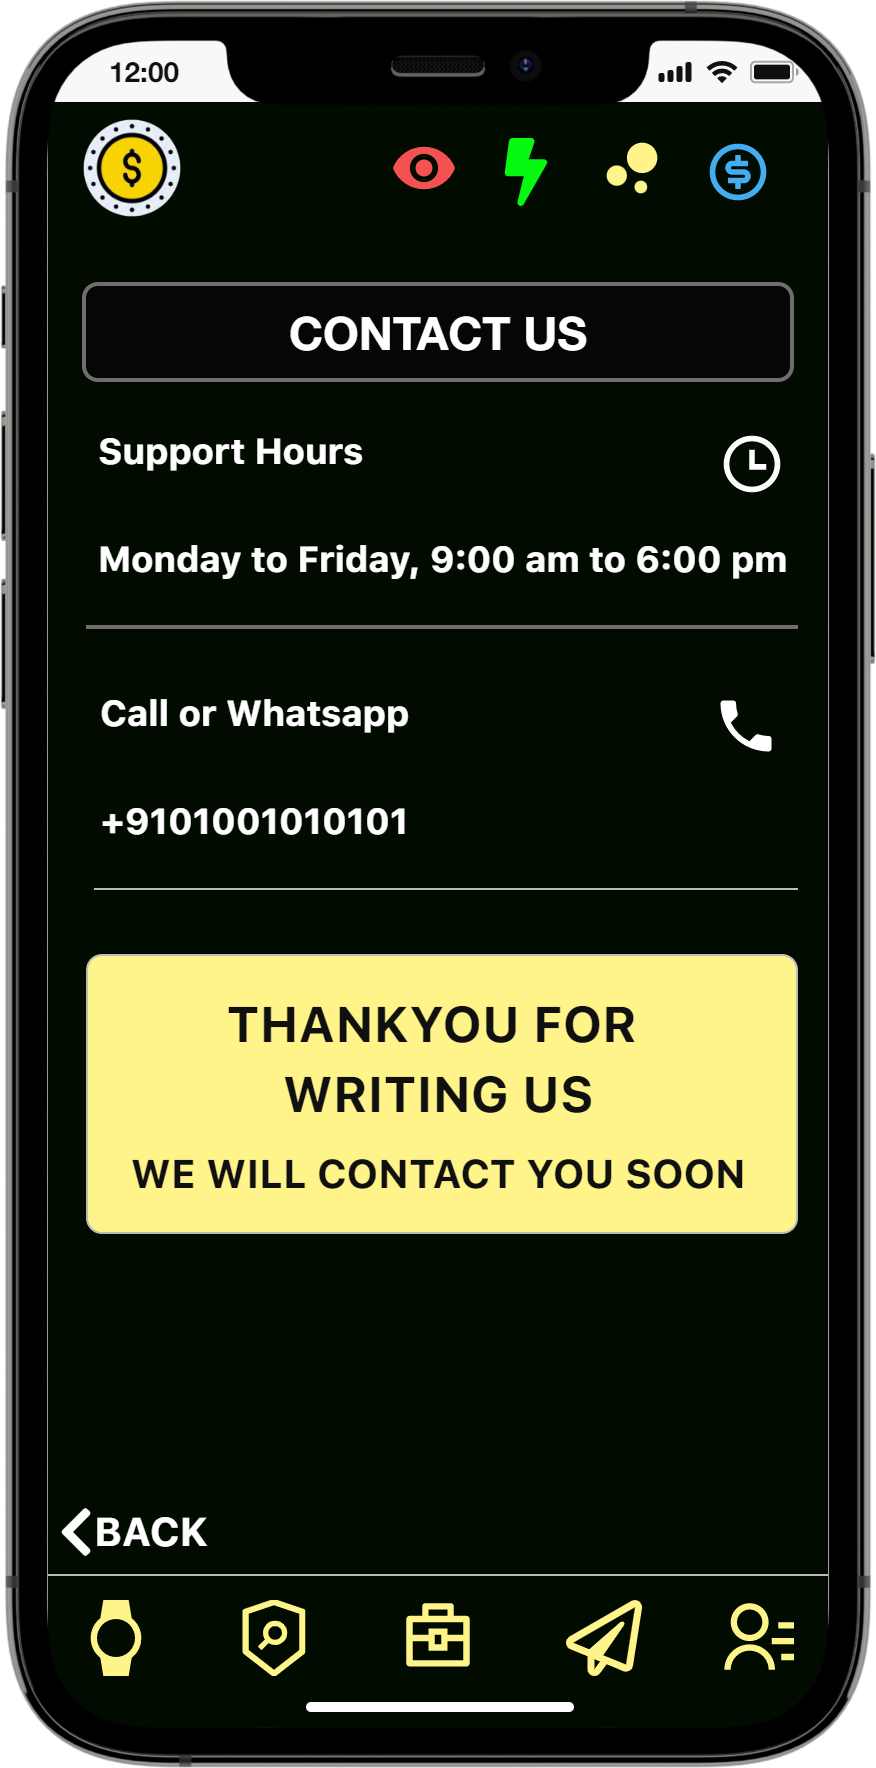 12:00
$
$
CONTACT US
Support Hours
Monday to Friday, 9:00 am to 6:00 pm
Call or Whatsapp
+9101001010101
THANKYOU FOR
WRITING US
WE WILL CONTACT YOU SOON
BACK